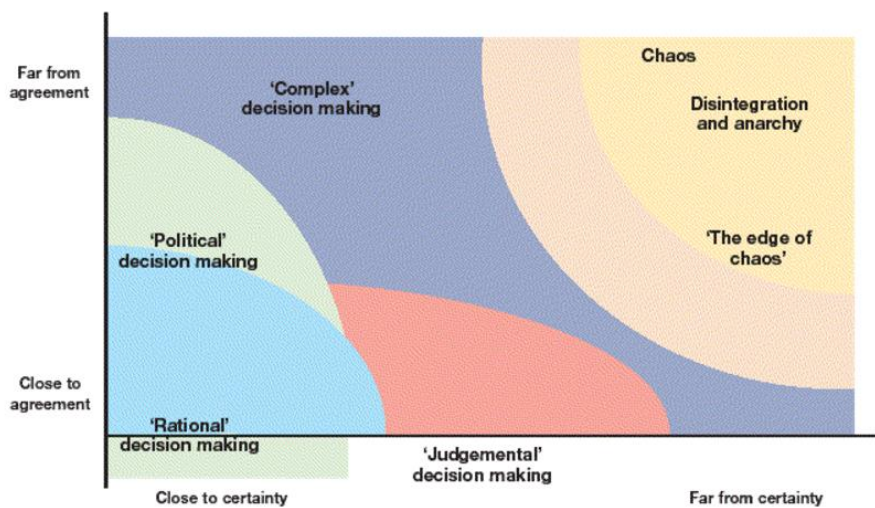 Chaos
Far from
agreement
'Complex'
decision making
Disintegration
and anarchy
'Political'
decision making
'The edge of
chaos'
Close to
agreement
'Rational'
decision making
'Judgemental'
decision making
Close to certainty
Far from certainty